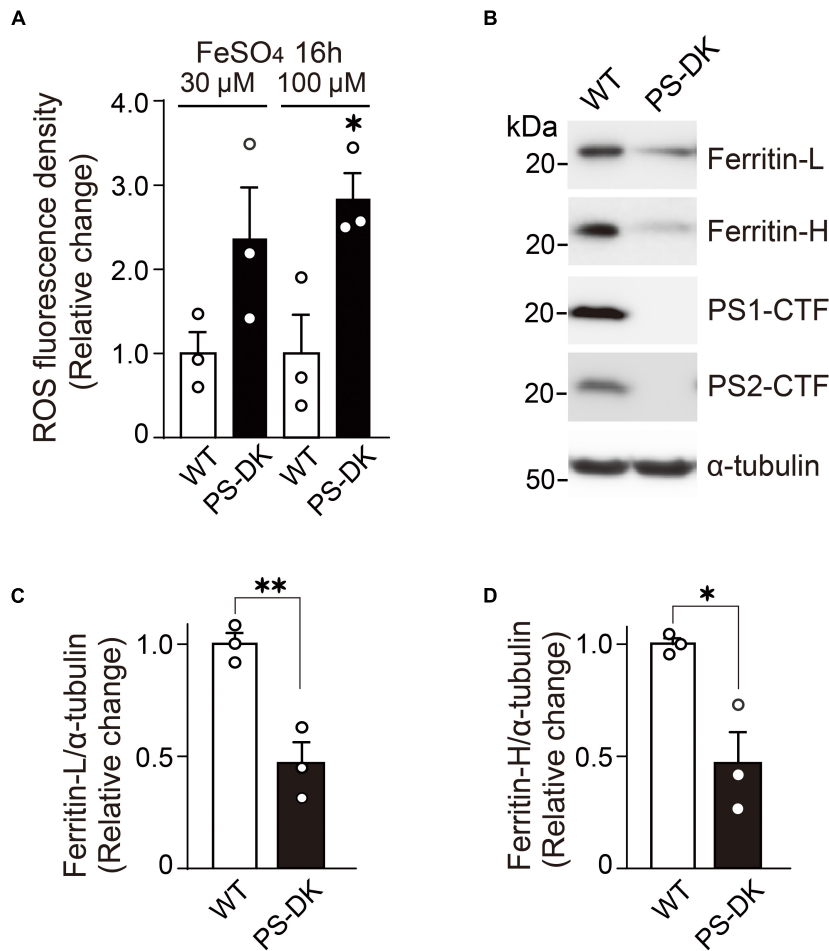 A
FeSO4 16h
30 µM 100 µM
ROS fluorescence density
(Relative change)
4.0
3.0
2.0
1.0
0
*
WT
PS-DK
WT
PS-DK
B
WT
PS-DK
kDa
20-
Ferritin-L
20-
Ferritin-H
20-
PS1-CTF
20-
PS2-CTF
50-
α-tubulin
C
**
Ferritin-L/α-tubulin
(Relative change)
1.0
0.5
0
WT
PS-DK
D
*
Ferritin-H/α-tubulin
(Relative change)
1.0
0.5
0
WT
PS-DK